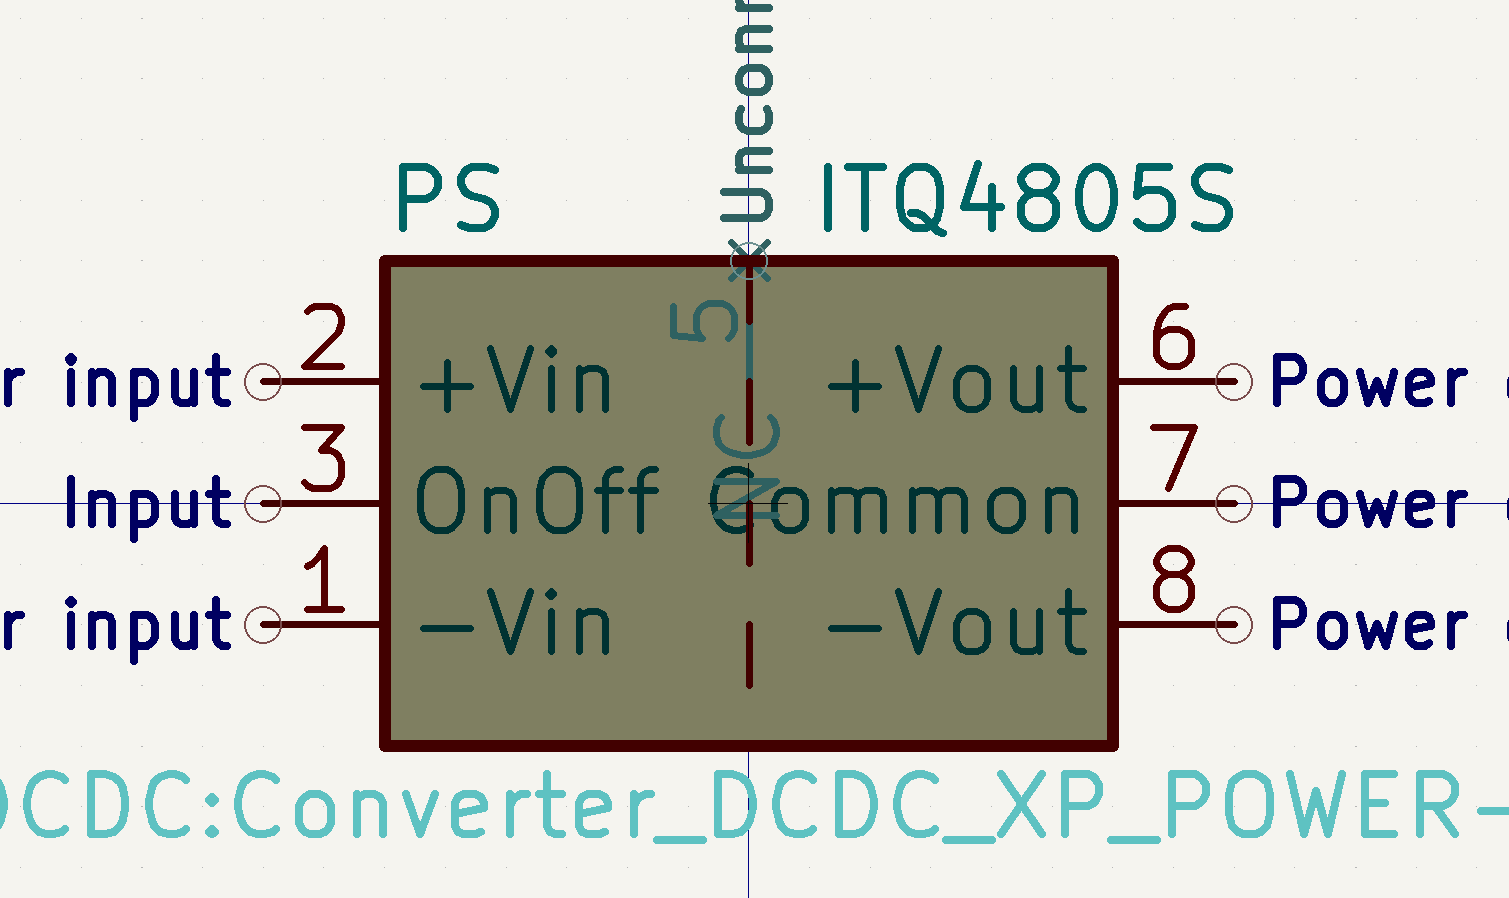 PS
ITQ4805S
5
NC
2
+Vin
+Vout
6
input
Power
3
OnOff
Common
7
Input
Power
1
-Vin
-Vout
8
input
Power
DCDC:Converter_DCDC_XP_POWER-